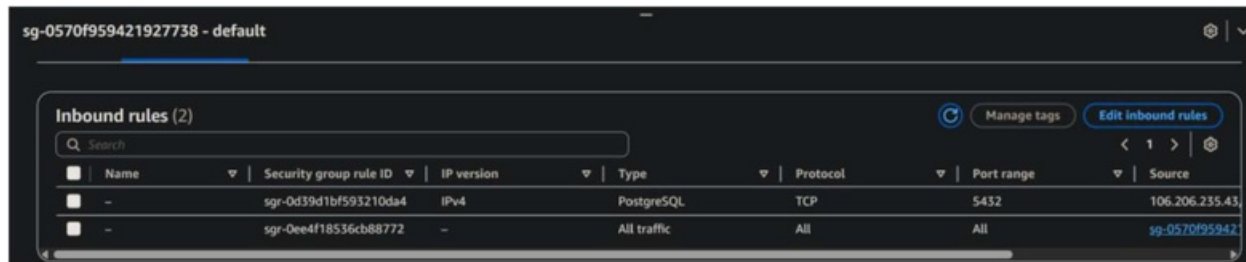 sg-0570f959421927738 - default
Inbound rules (2)
Manage tags
Edit inbound rules
Search
1
Name Security group rule ID IP version Type Protocol Port range Source
– sgr-0d39d1bf593210da4 IPv4 PostgreSQL TCP 5432 106.206.235.43,
– sgr-0ee4f18536cb88772 – All traffic All All sg-0570f95942